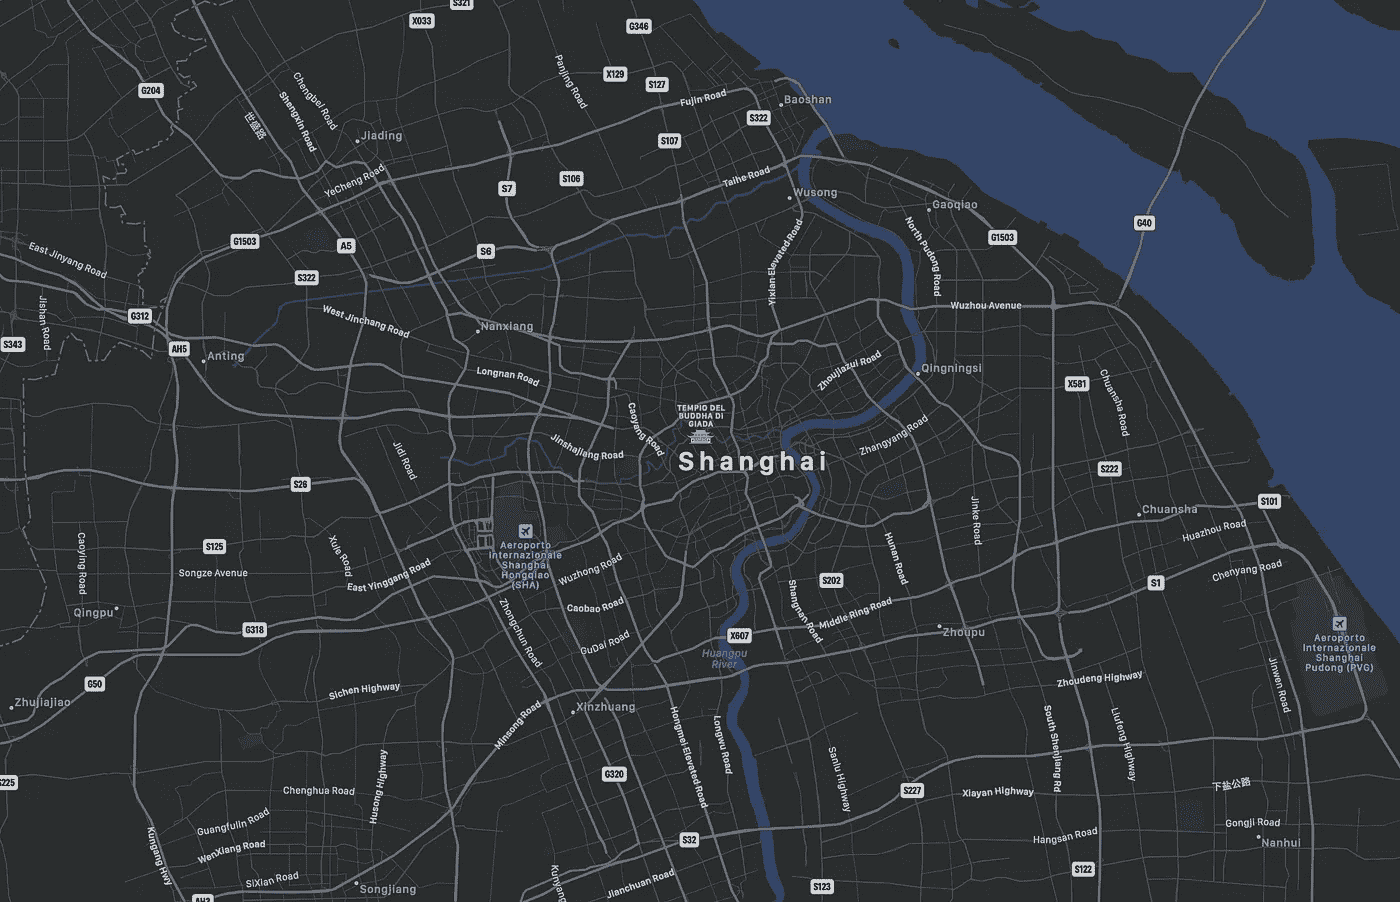 S321
X033
G346
X129
S127
G204
Panjing Road
Chengbei Road
Shengxin Road
世盛路
Fujin Road
Baoshan
S322
Jiading
S107
YeCheng Road
S7
S106
Taihe Road
Wusong
Gaoqiao
G40
G1503
A5
S6
G1503
North Pudong Road
Yixian Elevated Road
East Jinyang Road
S322
Wuzhou Avenue
Jishan Road
G312
West Jinchang Road
Nanxiang
S343
AH5
Anting
Longnan Road
Zhoujiazui Road
Qingningsi
X581
Chuansha Road
Caoyang Road
TEMPIO DEL
BUDDHA DI
GIADA
Zhangyang Road
Jinshajiang Road
Shanghai
Jidi Road
S222
S26
S101
Chuansha
Jinke Road
Huazhou Road
Aeroporto
Internazionale
Shanghai
Hongqiao
(SHA)
Caoying Road
S125
Xule Road
Songze Avenue
East Yinggang Road
Wuzhong Road
Hunan Road
S202
Chenyang Road
S1
Qingpu
Caobao Road
Shangnan Road
Middle Ring Road
G318
Zhongchun Road
GuDai Road
X607
Zhoupu
Huangpu
River
Aeroporto
Internazionale
Shanghai
Pudong (PVG)
G50
Sichen Highway
Zhoudeng Highway
Jinwen Road
Zhujiajiao
Xinzhuang
Minsong Road
Hongmei Elevated Road
Longwu Road
South Shenjiang Rd
Liufeng Highway
Sanlu Highway
Husong Highway
G320
S225
Chenghua Road
S227
Xiayan Highway
下盐公路
Guangfulin Road
Gongji Road
Hansan Road
Nanhui
Kungang Hwy
WenXiang Road
S32
S122
SiXian Road
Songjiang
Jianchuan Road
S123